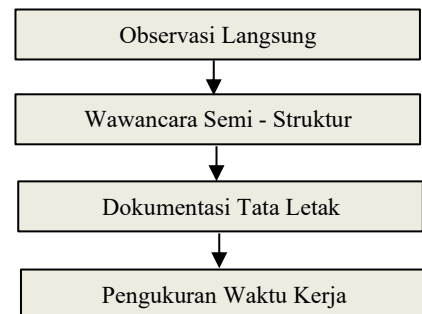 Observasi Langsung
Wawancara Semi - Struktur
Dokumentasi Tata Letak
Pengukuran Waktu Kerja